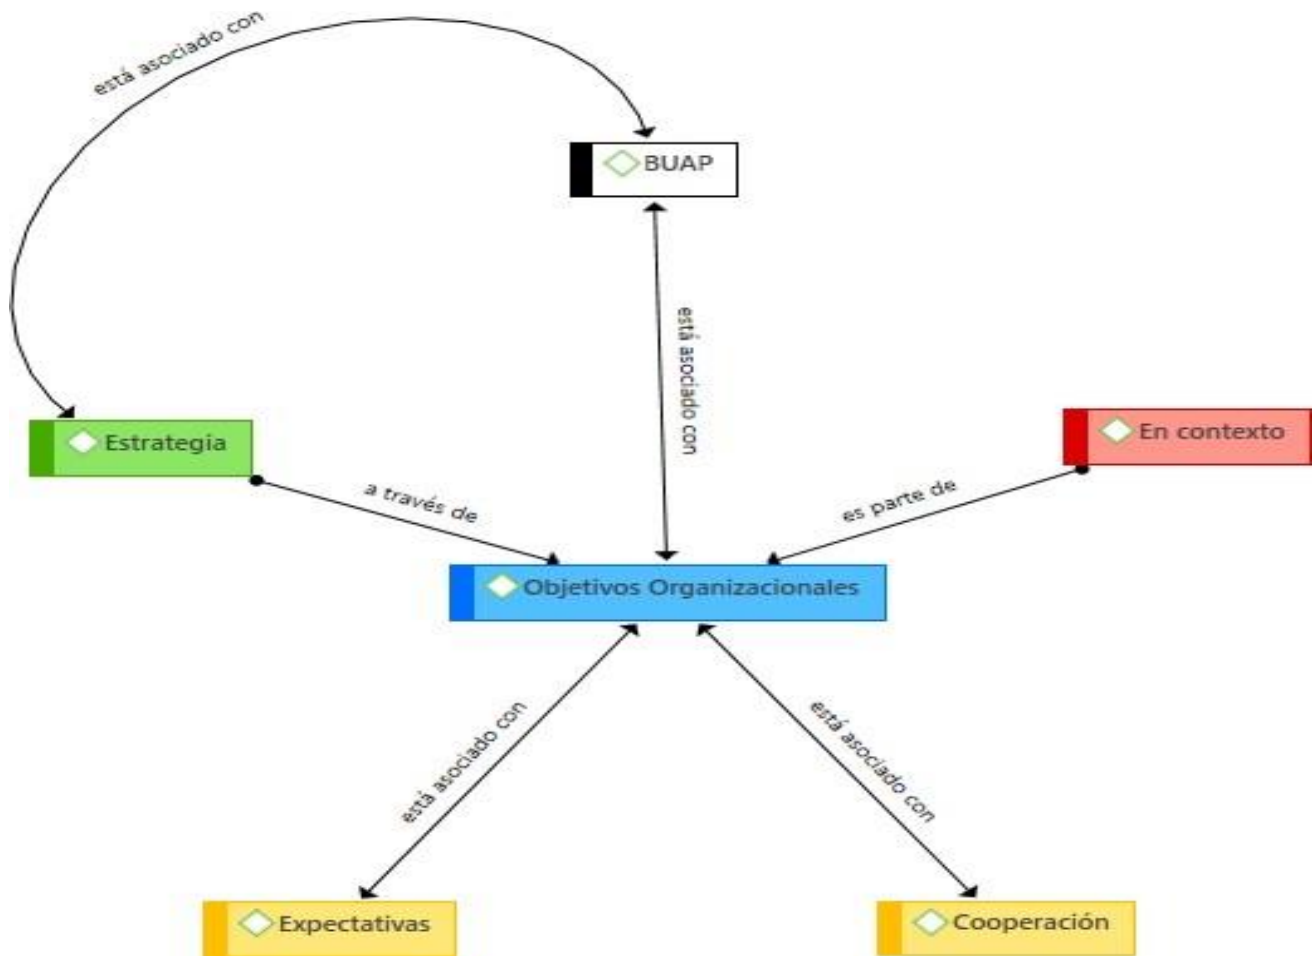 está asociado con
BUAP
está asociado con
Estrategia
En contexto
a través de
es parte de
Objetivos Organizacionales
está asociado con
está asociado con
Expectativas
Cooperación